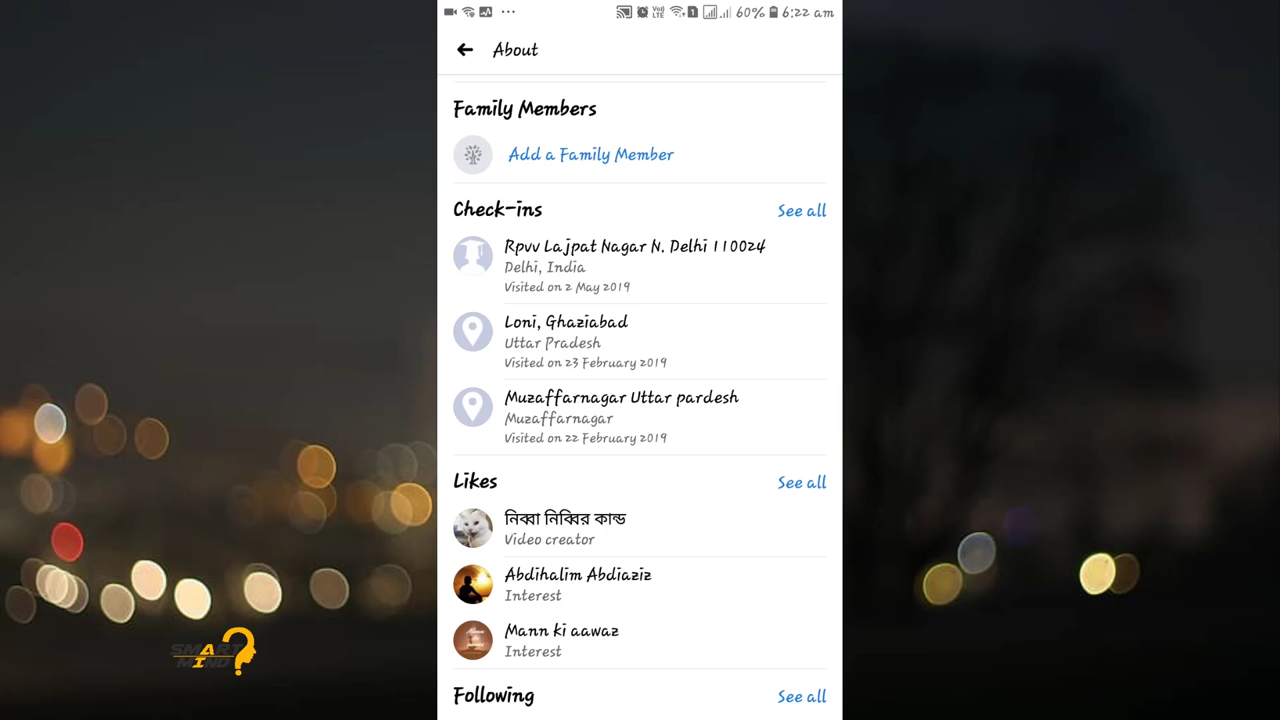 60% 6:22 am
About
Family Members
Add a Family Member
Check-ins
See all
Rpvv Lajpat Nagar N. Delhi 110024
Delhi, India
Visited on 2 May 2019
Loni, Ghaziabad
Uttar Pradesh
Visited on 23 February 2019
Muzaffarnagar Uttar pardesh
Muzaffarnagar
Visited on 22 February 2019
Likes
See all
নিব্বা নিব্বির কান্ড
Video creator
Abdihalim Abdiaziz
Interest
Mann ki aawaz
Interest
Following
See all
SMART
MIND